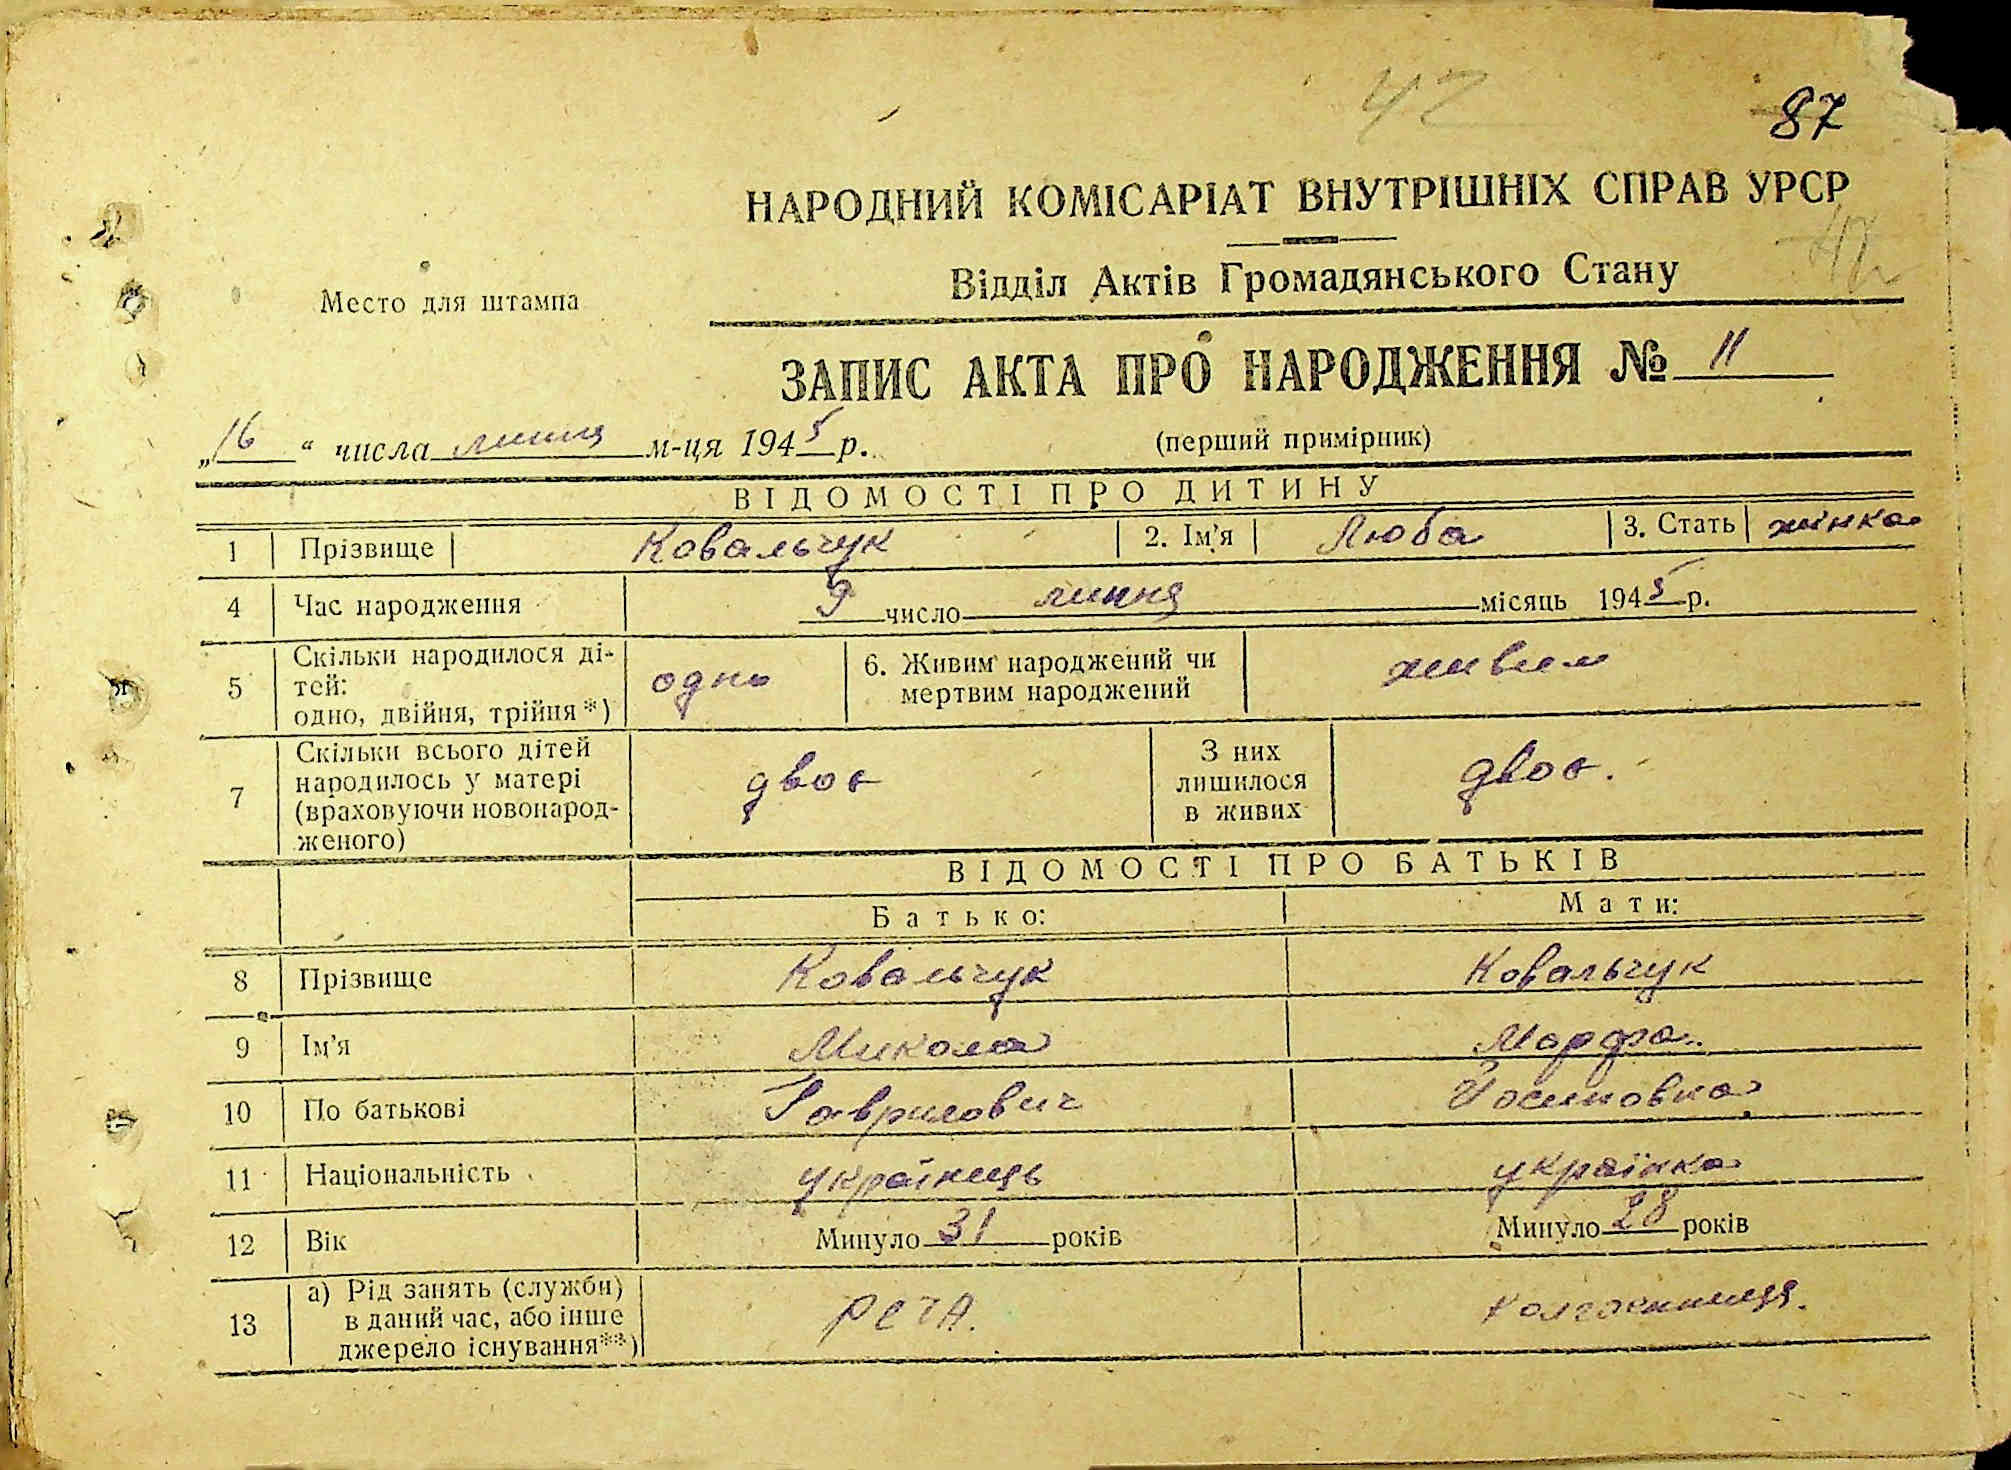 42
87
НАРОДНИЙ КОМІСАРІАТ ВНУТРІШНІХ СПРАВ УРСР
Відділ Актів Громадянського Стану
Место для штампа
ЗАПИС АКТА ПРО НАРОДЖЕННЯ № 11
„16“ числа липня м-ця 1945 р.
(перший примірник)
ВІДОМОСТІ ПРО ДИТИНУ
1 Прізвище Ковальчук 2. Ім'я Люба 3. Стать жінка
4 Час народження 9 число липня місяць 1945 р.
5 Скільки народилося ді-
тей:
одно, двійня, трійня*) одно 6. Живим народжений чи
мертвим народжений живим
7 Скільки всього дітей
народилось у матері
(враховуючи новонарод-
женого) двоє З них
лишилося
в живих двоє.
ВІДОМОСТІ ПРО БАТЬКІВ
Батько: Мати:
8 Прізвище Ковальчук Ковальчук
9 Ім'я Микола Марфа.
10 По батькові Гаврилович Йосиповна
11 Національність українець українка
12 Вік Минуло 31 років Минуло 28 років
13 а) Рід занять (служби)
в даний час, або інше
джерело існування**) РСЧА. колгоспниця.